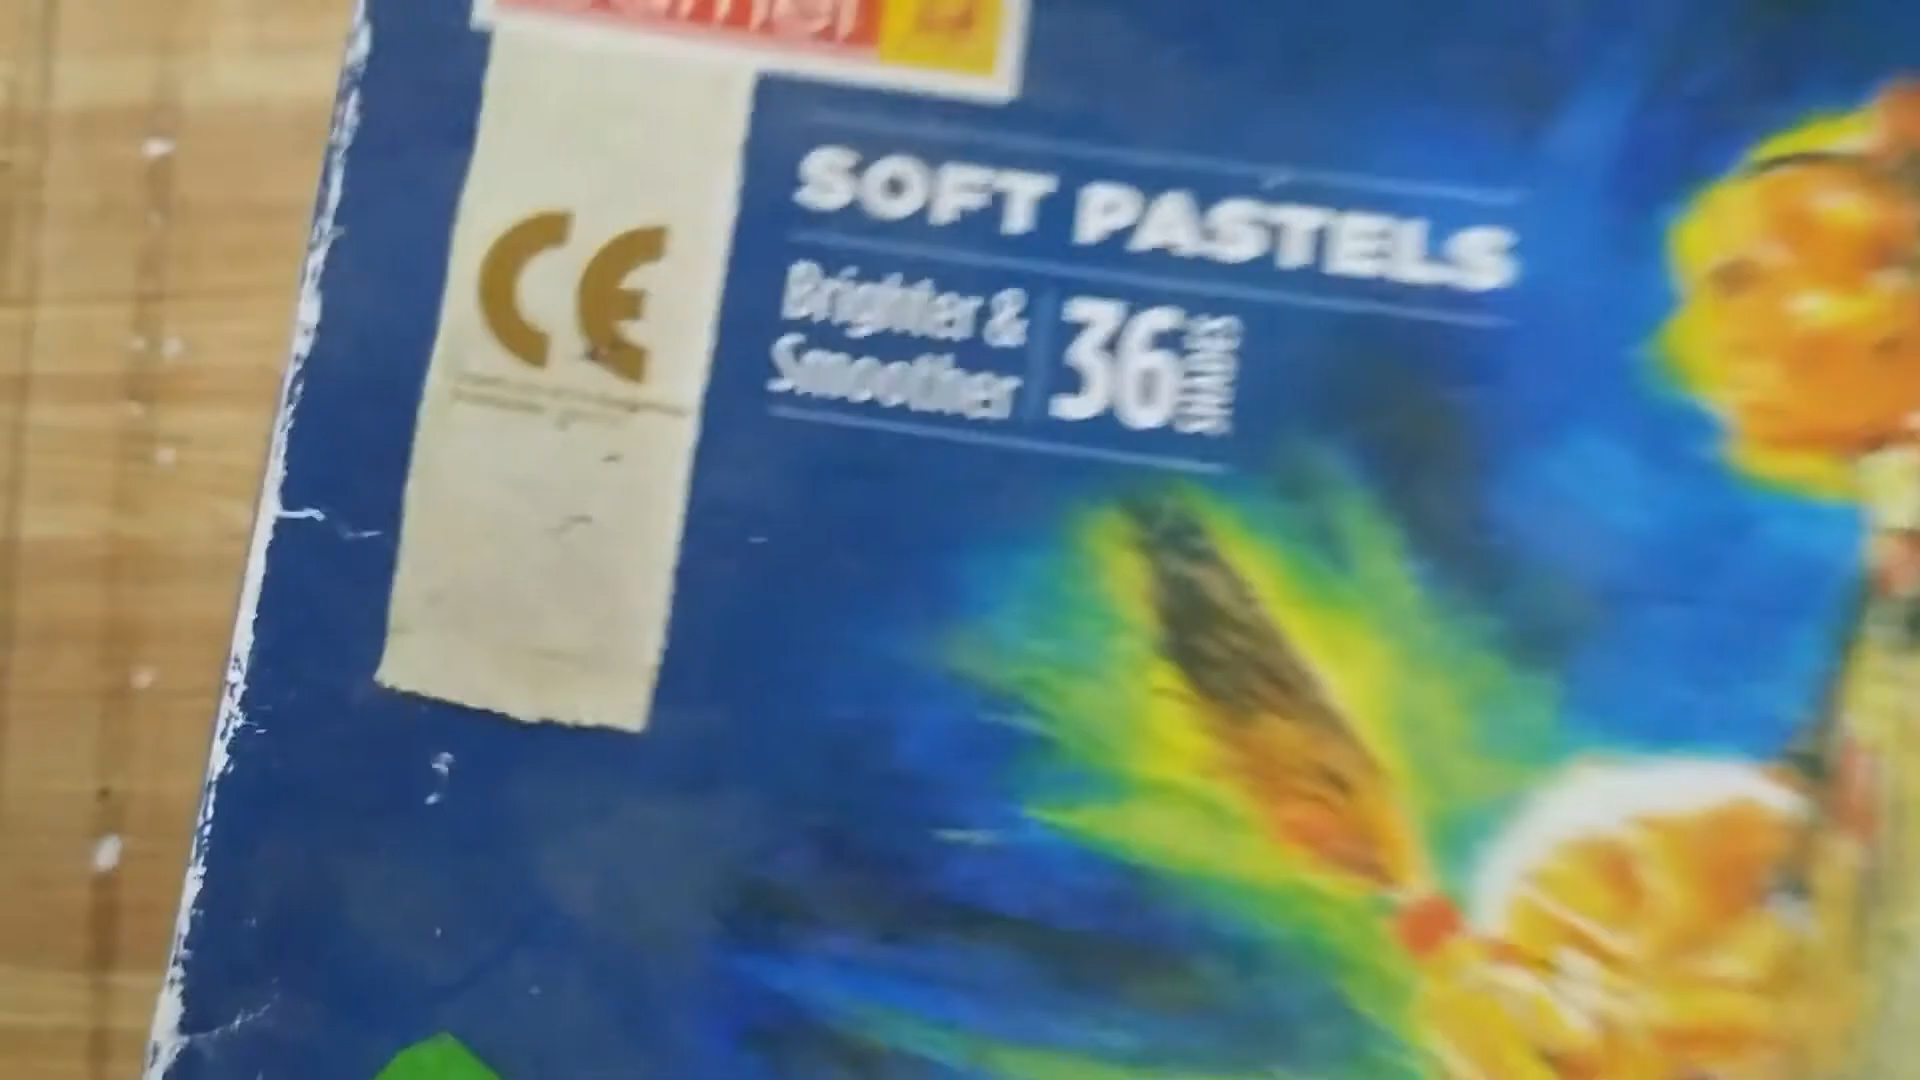 SOFT PASTELS
Brighter &
Smoother
36
SHADES
CE